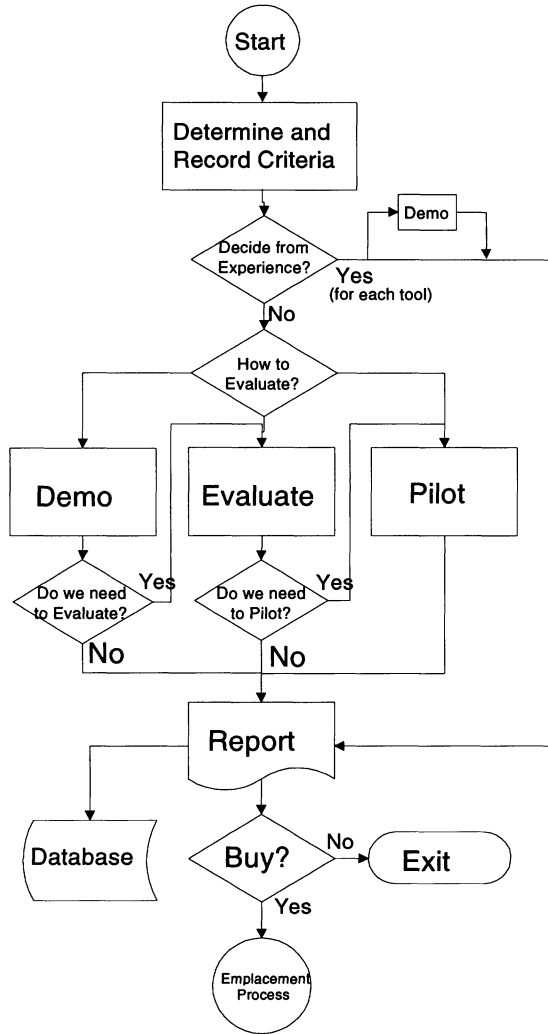 Start
Determine and
Record Criteria
Demo
Decide from
Experience?
Yes
(for each tool)
No
How to
Evaluate?
Demo
Evaluate
Pilot
Yes
Yes
Do we need
to Evaluate?
Do we need
to Pilot?
No
No
Report
Database
Buy?
No
Exit
Yes
Emplacement
Process